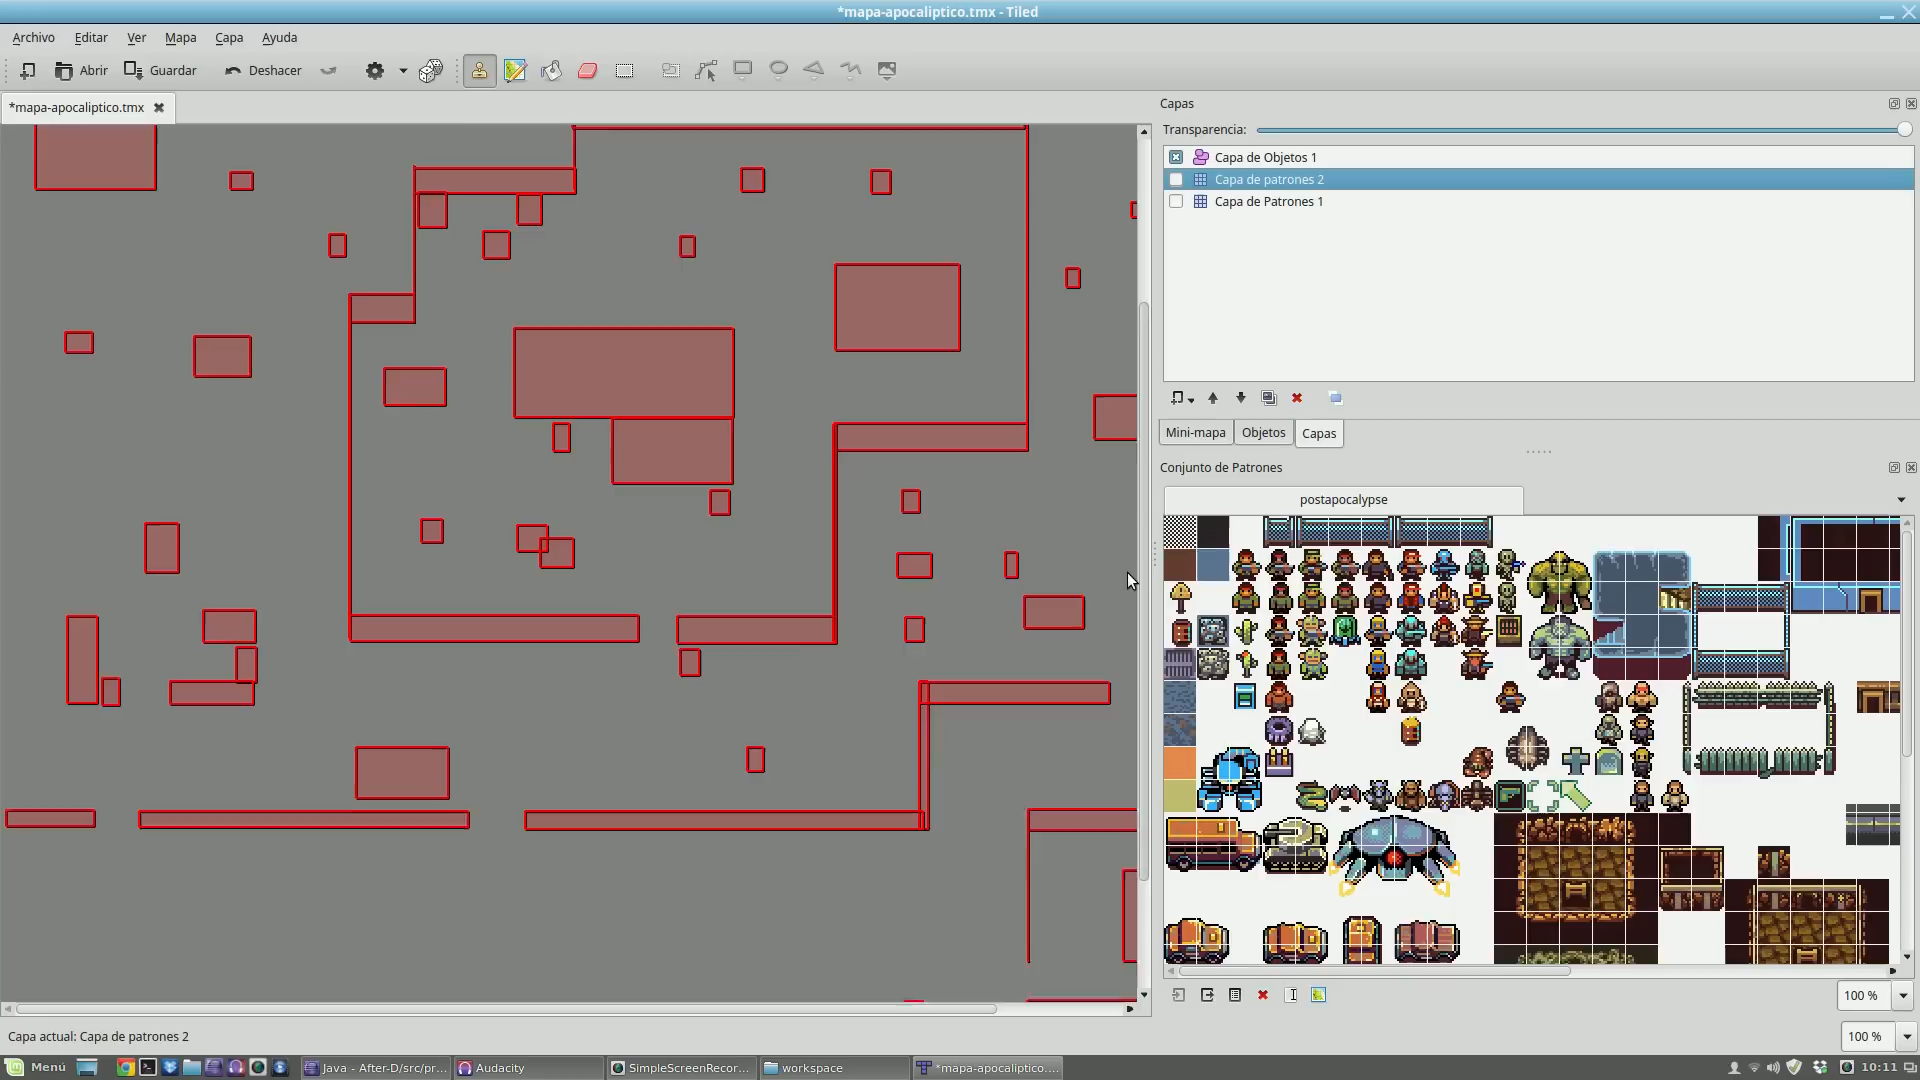 *mapa-apocaliptico.tmx - Tiled
Archivo Editar Ver Mapa Capa Ayuda
Abrir Guardar Deshacer
*mapa-apocaliptico.tmx
Capas
Transparencia:
Capa de Objetos 1
Capa de patrones 2
Capa de Patrones 1
Mini-mapa Objetos Capas
Conjunto de Patrones
postapocalypse
100 %
Capa actual: Capa de patrones 2
100 %
Menú Java - After-D/src/pr... Audacity SimpleScreenRecor... workspace *mapa-apocaliptico.... 10:11